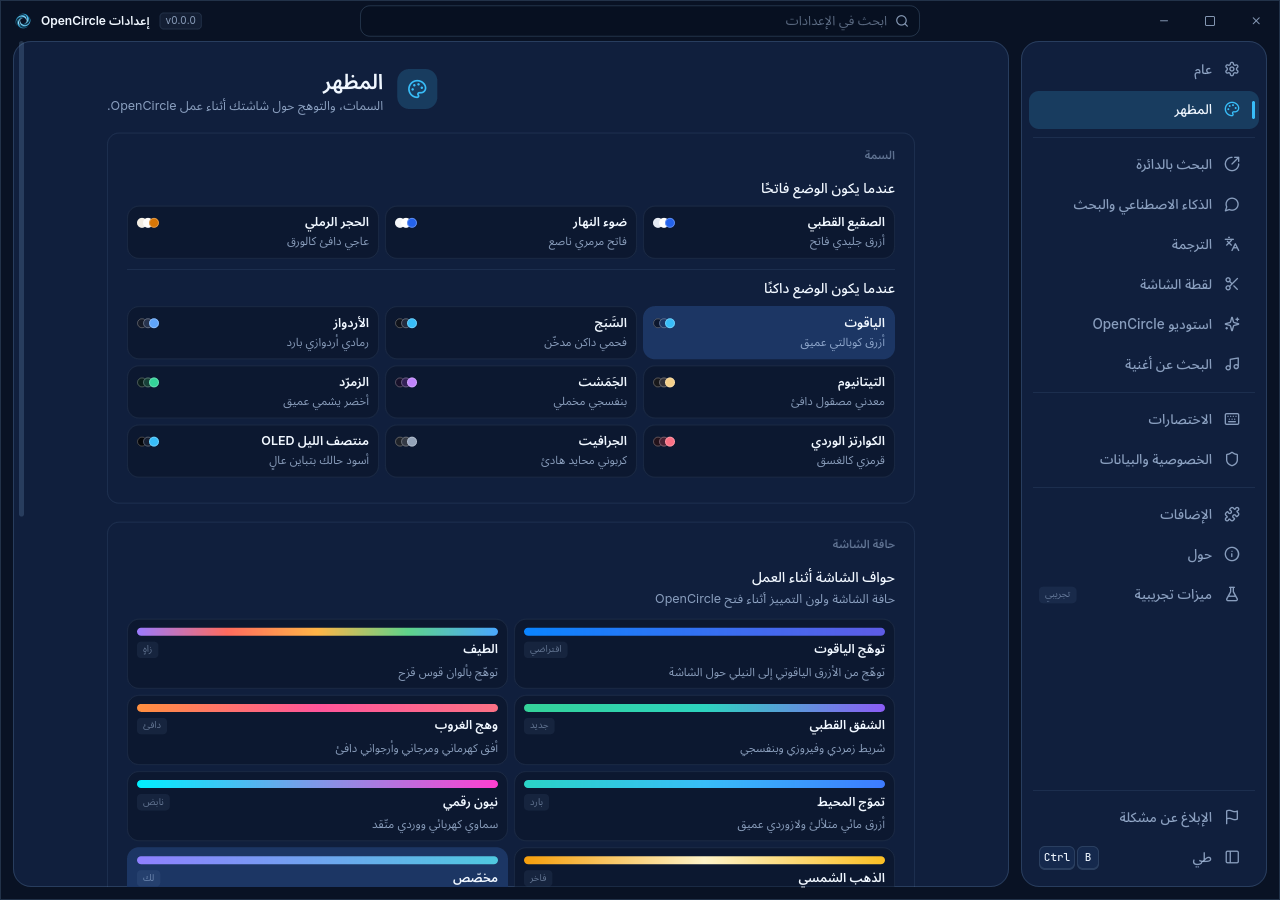 إعدادات OpenCircle
v0.0.0
ابحث في الإعدادات
عام
المظهر
البحث بالدائرة
الذكاء الاصطناعي والبحث
الترجمة
لقطة الشاشة
استوديو OpenCircle
البحث عن أغنية
الاختصارات
الخصوصية والبيانات
الإضافات
حول
ميزات تجريبية
تجريبي
الإبلاغ عن مشكلة
طي
Ctrl B
المظهر
السمات، والتوهج حول شاشتك أثناء عمل OpenCircle.
السمة
عندما يكون الوضع فاتحًا
الصقيع القطبي
أزرق جليدي فاتح
ضوء النهار
فاتح مرمري ناصع
الحجر الرملي
عاجي دافئ كالورق
عندما يكون الوضع داكنًا
الياقوت
أزرق كوبالتي عميق
السَّبَج
فحمي داكن مدخّن
الأردواز
رمادي أردوازي بارد
التيتانيوم
معدني مصقول دافئ
الجَمَشت
بنفسجي مخملي
الزمرّد
أخضر يشمي عميق
الكوارتز الوردي
قرمزي كالغسق
الجرافيت
كربوني محايد هادئ
منتصف الليل OLED
أسود حالك بتباين عالٍ
حافة الشاشة
حواف الشاشة أثناء العمل
حافة الشاشة ولون التمييز أثناء فتح OpenCircle
توهّج الياقوت
افتراضي
توهّج من الأزرق الياقوتي إلى النيلي حول الشاشة
الطيف
زاهٍ
توهّج بألوان قوس قزح
الشفق القطبي
جديد
شريط زمردي وفيروزي وبنفسجي
وهج الغروب
دافئ
أفق كهرماني ومرجاني وأرجواني دافئ
تموّج المحيط
بارد
أزرق مائي متلألئ ولازوردي عميق
نيون رقمي
نابض
سماوي كهربائي ووردي متّقد
الذهب الشمسي
فاخر
مخصّص
لك